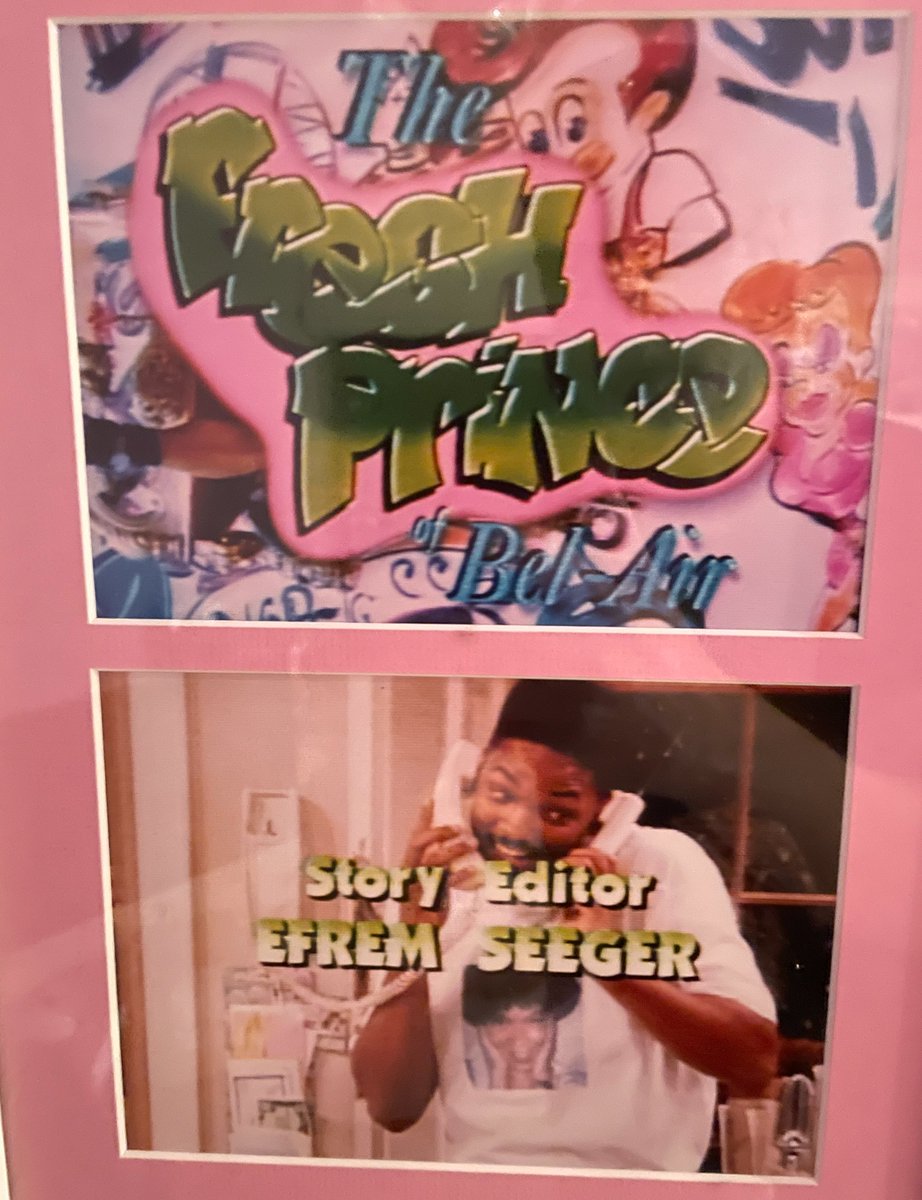 The
Fresh
Prince
of Bel-Air
Story Editor
EFREM SEEGER